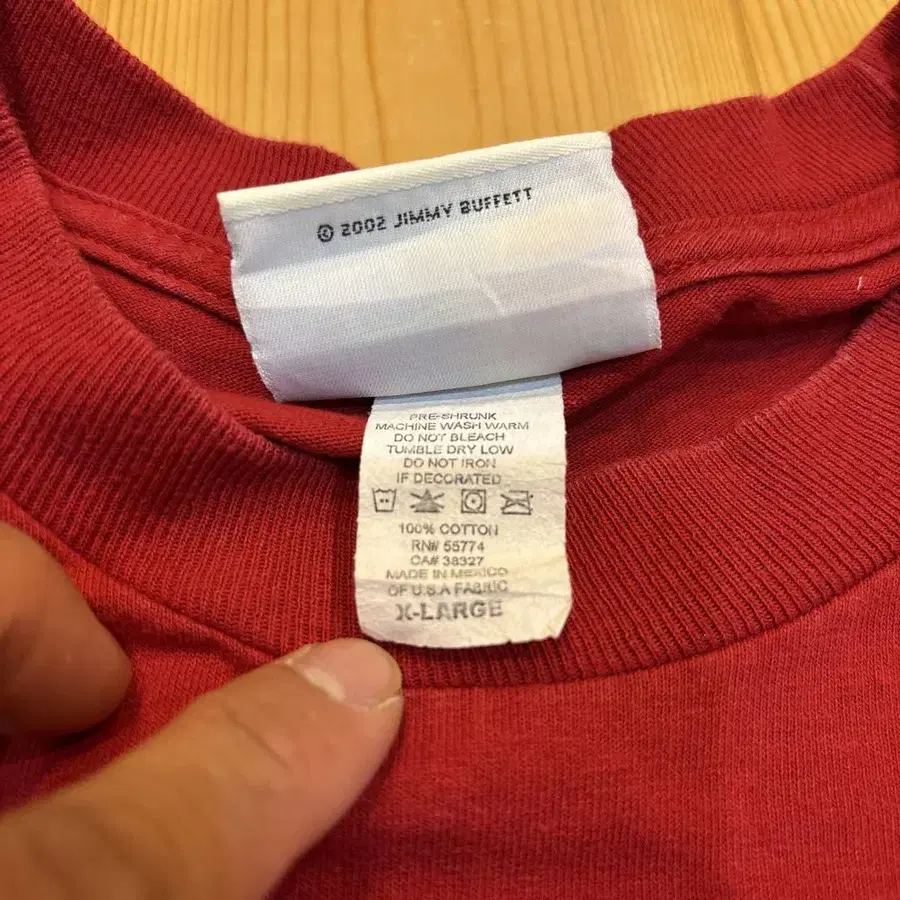 © 2002 JIMMY BUFFETT
PRE-SHRUNK
MACHINE WASH WARM
DO NOT BLEACH
TUMBLE DRY LOW
DO NOT IRON
IF DECORATED
100% COTTON
RN# 55774
CA# 38327
MADE IN MEXICO
OF U.S.A FABRIC
X-LARGE